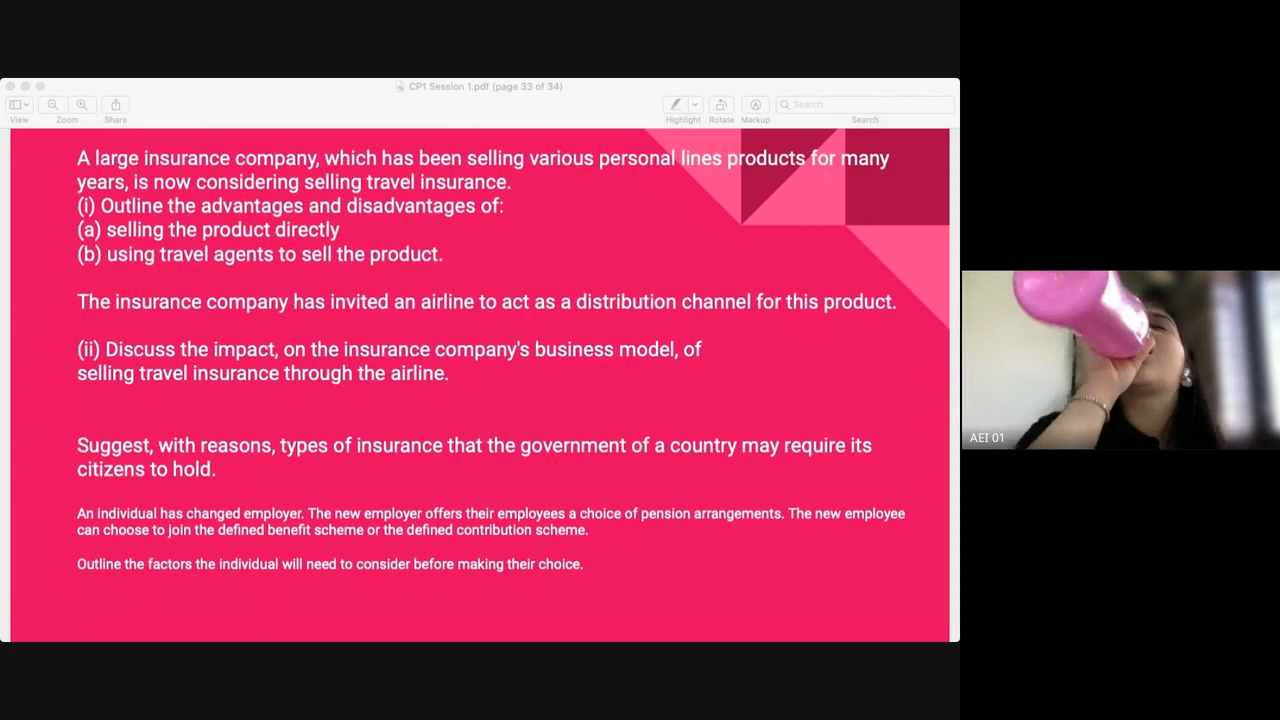 CP1 Session 1.pdf (page 33 of 34)
View
Zoom
Share
Highlight
Rotate
Markup
Search
Search
A large insurance company, which has been selling various personal lines products for many
years, is now considering selling travel insurance.
(i) Outline the advantages and disadvantages of:
(a) selling the product directly
(b) using travel agents to sell the product.
The insurance company has invited an airline to act as a distribution channel for this product.
(ii) Discuss the impact, on the insurance company's business model, of
selling travel insurance through the airline.
Suggest, with reasons, types of insurance that the government of a country may require its
citizens to hold.
An individual has changed employer. The new employer offers their employees a choice of pension arrangements. The new employee
can choose to join the defined benefit scheme or the defined contribution scheme.
Outline the factors the individual will need to consider before making their choice.
AEI 01